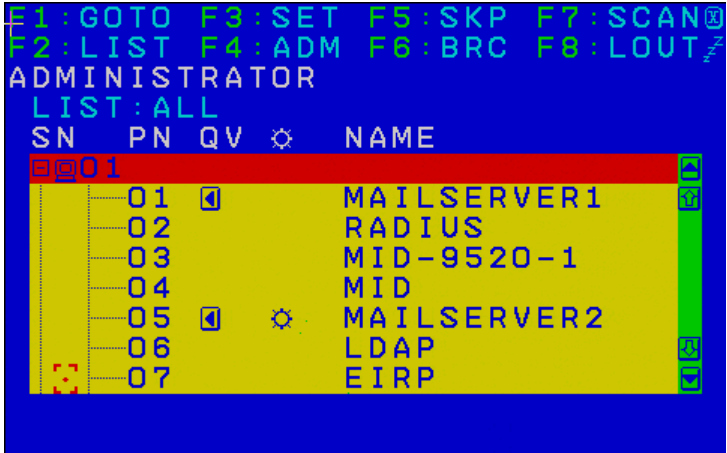 F1:GOTO F3:SET F5:SKP F7:SCAN
F2:LIST F4:ADM F6:BRC F8:LOUT zZ
ADMINISTRATOR
LIST:ALL
SN PN QV NAME
01
01 MAILSERVER1
02 RADIUS
03 MID-9520-1
04 MID
05 MAILSERVER2
06 LDAP
07 EIRP